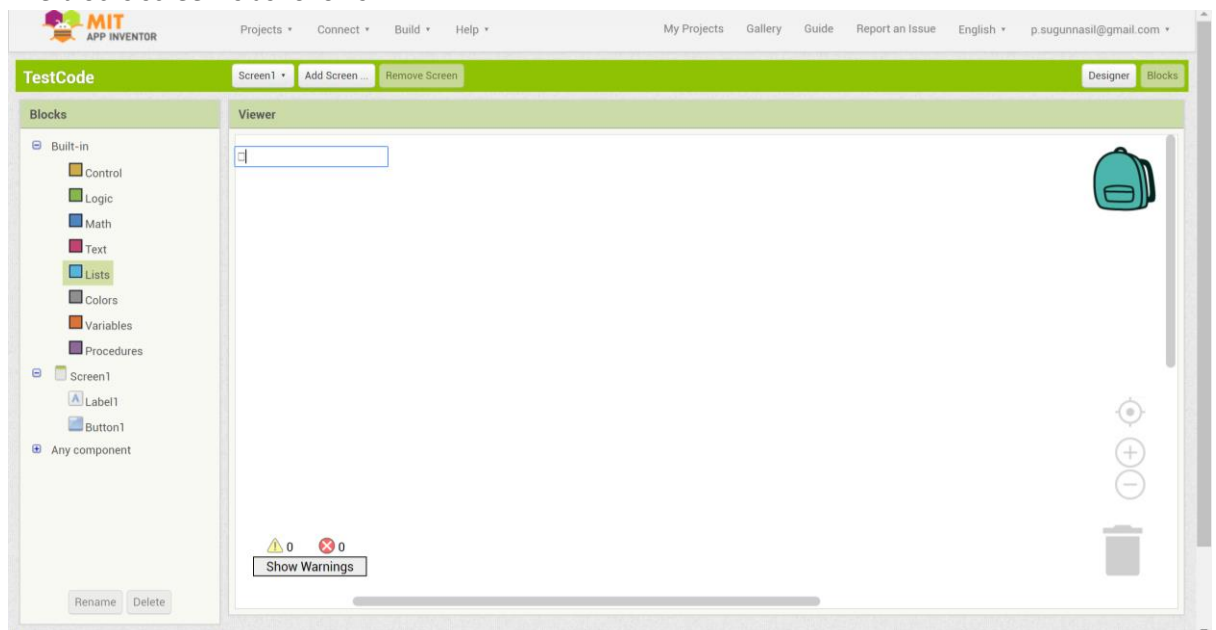 MIT
APP INVENTOR
Projects Connect Build Help My Projects Gallery Guide Report an Issue English p.sugunnasil@gmail.com
TestCode Screen1 Add Screen ... Remove Screen Designer Blocks
Blocks Viewer
Built-in
Control
Logic
Math
Text
Lists
Colors
Variables
Procedures
Screen1
A Label1
Button1
Any component
0 0
Show Warnings
Rename Delete